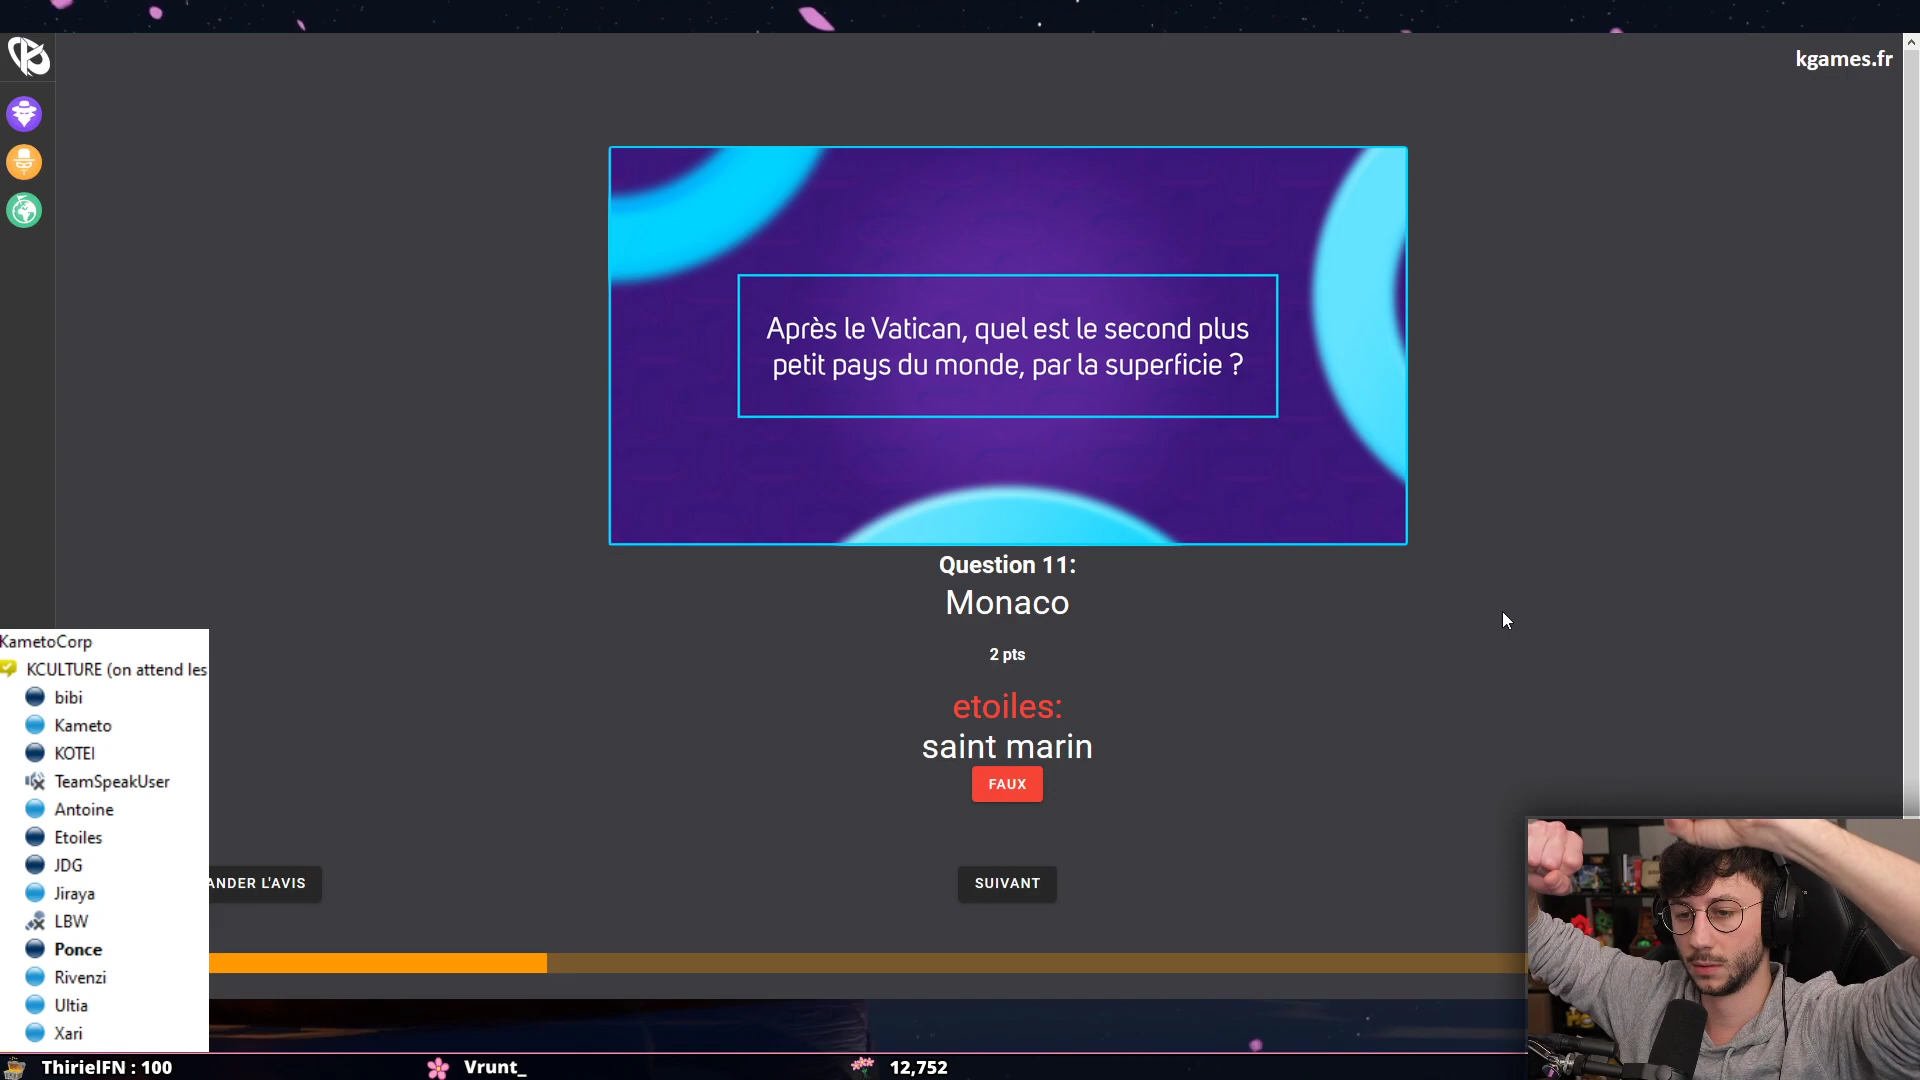 kgames.fr
Après le Vatican, quel est le second plus
petit pays du monde, par la superficie ?
Question 11:
Monaco
2 pts
etoiles:
saint marin
FAUX
ANDER L'AVIS
SUIVANT
KametoCorp
KCULTURE (on attend les
bibi
Kameto
KOTEI
TeamSpeakUser
Antoine
Etoiles
JDG
Jiraya
LBW
Ponce
Rivenzi
Ultia
Xari
ThirielFN : 100
Vrunt_
12,752